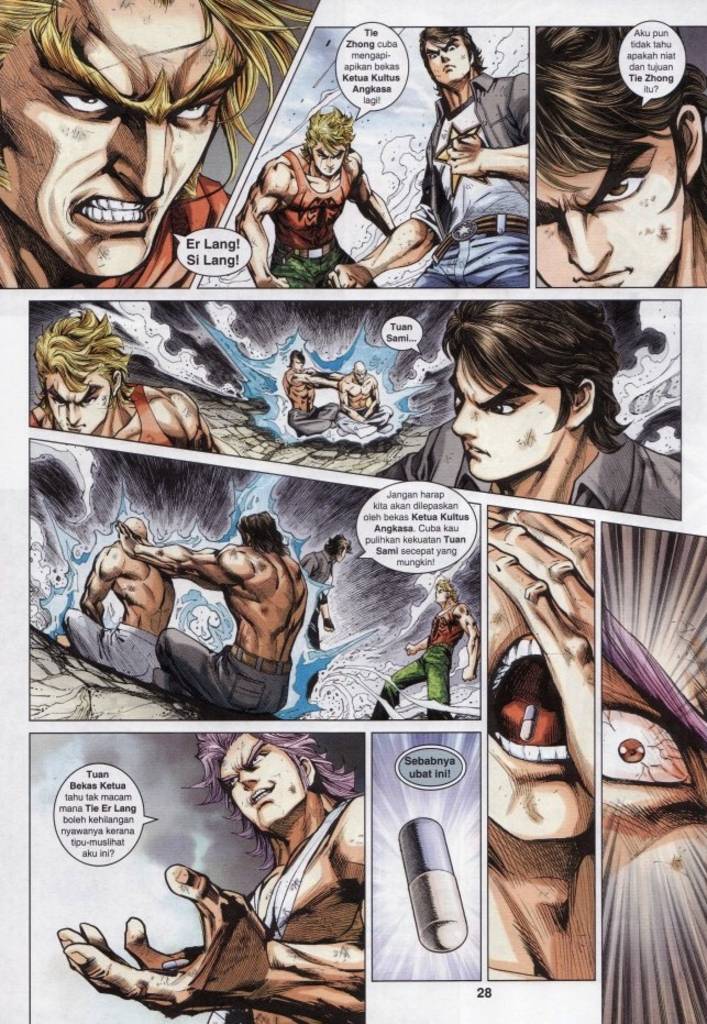 Er Lang!
Si Lang!
Tie
Zhong cuba
mengapi-
apikan bekas
Ketua Kultus
Angkasa
lagi!
Aku pun
tidak tahu
apakah niat
dan tujuan
Tie Zhong
itu?
Tuan
Sami...
Jangan harap
kita akan dilepaskan
oleh bekas Ketua Kultus
Angkasa. Cuba kau
pulihkan kekuatan Tuan
Sami secepat yang
mungkin!
Tuan
Bekas Ketua
tahu tak macam
mana Tie Er Lang
boleh kehilangan
nyawanya kerana
tipu-muslihat
aku ini?
Sebabnya
ubat ini!
28